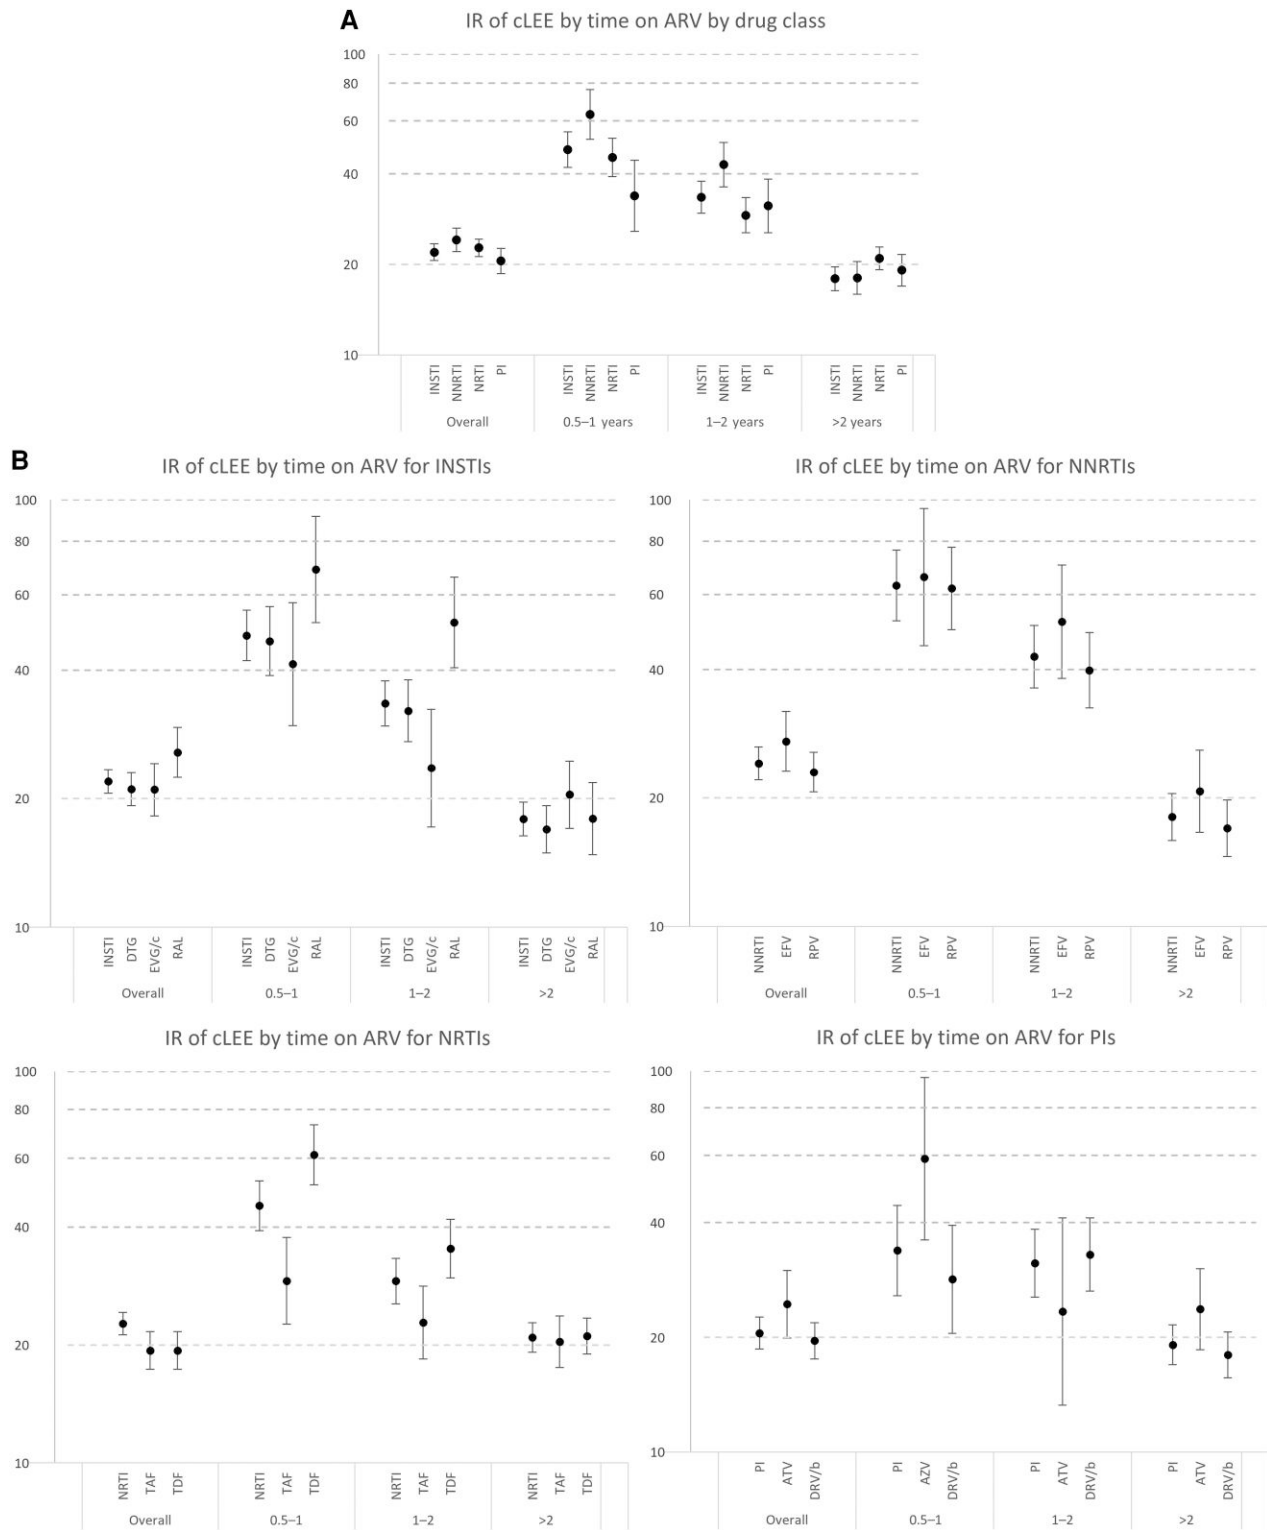 A
IR of cLEE by time on ARV by drug class
100
80
60
40
20
10
INSTI
NNRTI
NRTI
PI
INSTI
NNRTI
NRTI
PI
INSTI
NNRTI
NRTI
PI
INSTI
NNRTI
NRTI
PI
Overall
0.5–1 years
1–2 years
>2 years
B
IR of cLEE by time on ARV for INSTIs
100
80
60
40
20
10
INSTI
DTG
EVG/c
RAL
INSTI
DTG
EVG/c
RAL
INSTI
DTG
EVG/c
RAL
INSTI
DTG
EVG/c
RAL
Overall
0.5–1
1–2
>2
IR of cLEE by time on ARV for NNRTIs
100
80
60
40
20
10
NNRTI
EFV
RPV
NNRTI
EFV
RPV
NNRTI
EFV
RPV
NNRTI
EFV
RPV
Overall
0.5–1
1–2
>2
IR of cLEE by time on ARV for NRTIs
100
80
60
40
20
10
NRTI
TAF
TDF
NRTI
TAF
TDF
NRTI
TAF
TDF
NRTI
TAF
TDF
Overall
0.5–1
1–2
>2
IR of cLEE by time on ARV for PIs
100
80
60
40
20
10
PI
ATV
DRV/b
PI
AZV
DRV/b
PI
ATV
DRV/b
PI
ATV
DRV/b
Overall
0.5–1
1–2
>2